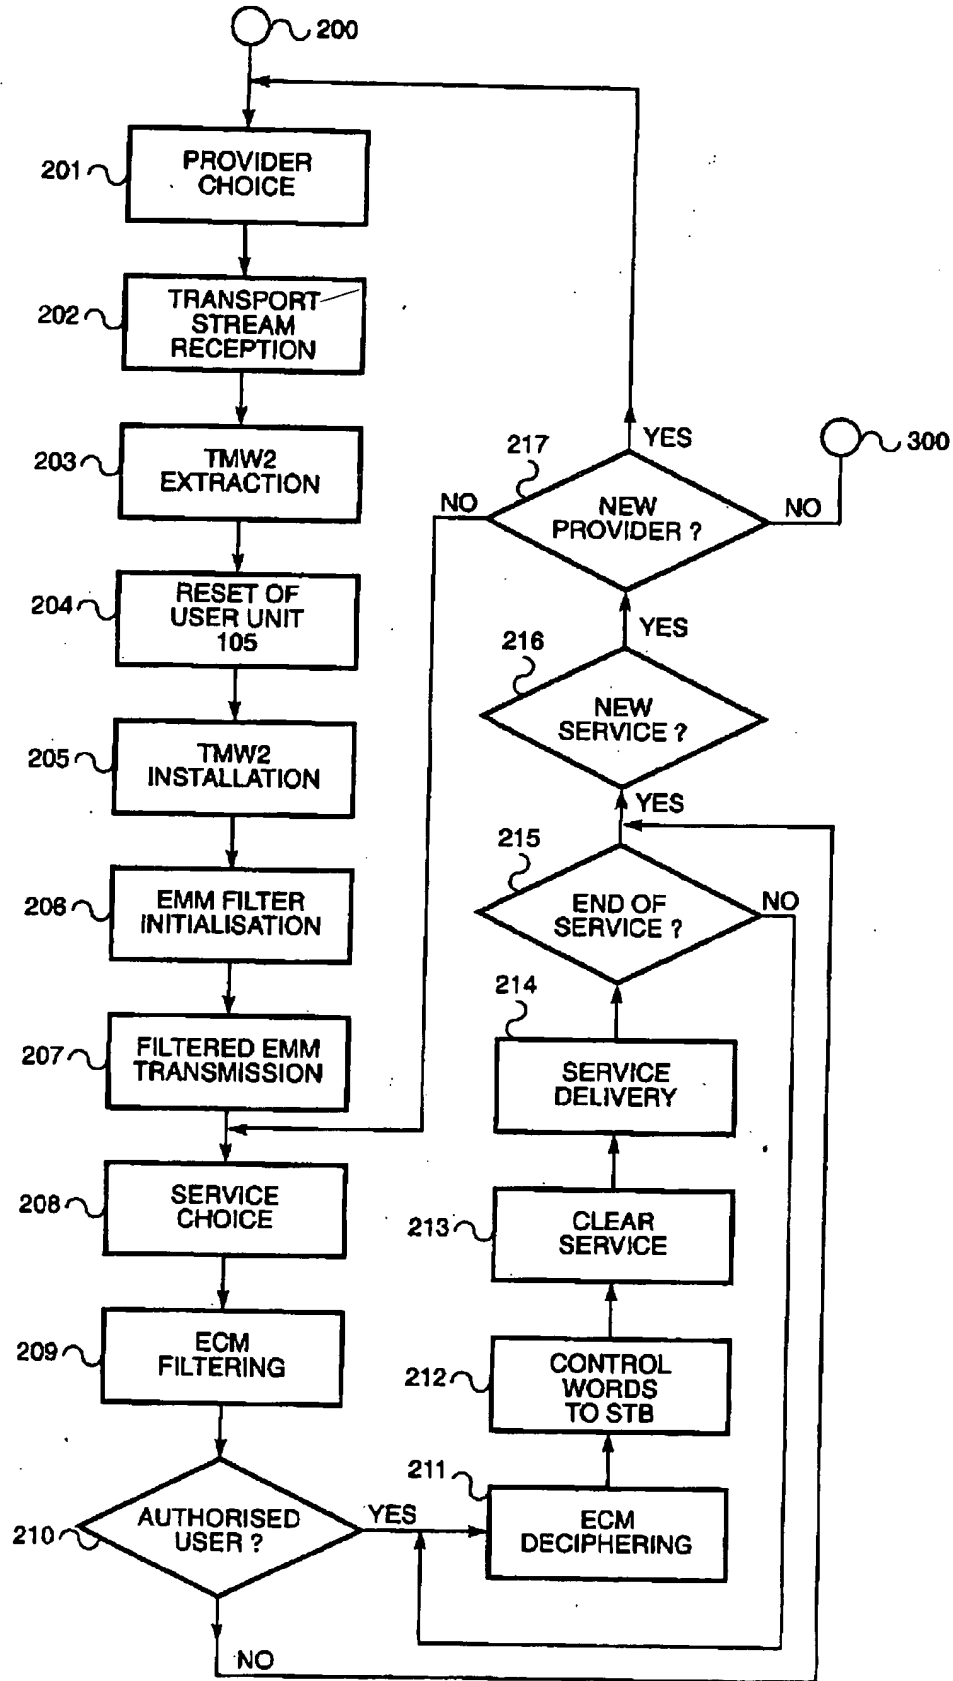 200
201
PROVIDER
CHOICE
202
TRANSPORT
STREAM
RECEPTION
203
TMW2
EXTRACTION
204
RESET OF
USER UNIT
105
205
TMW2
INSTALLATION
206
EMM FILTER
INITIALISATION
207
FILTERED EMM
TRANSMISSION
208
SERVICE
CHOICE
209
ECM
FILTERING
210
AUTHORISED
USER ?
YES
NO
211
ECM
DECIPHERING
212
CONTROL
WORDS
TO STB
213
CLEAR
SERVICE
214
SERVICE
DELIVERY
215
END OF
SERVICE ?
NO
YES
216
NEW
SERVICE ?
YES
217
NEW
PROVIDER ?
NO
YES
NO
300